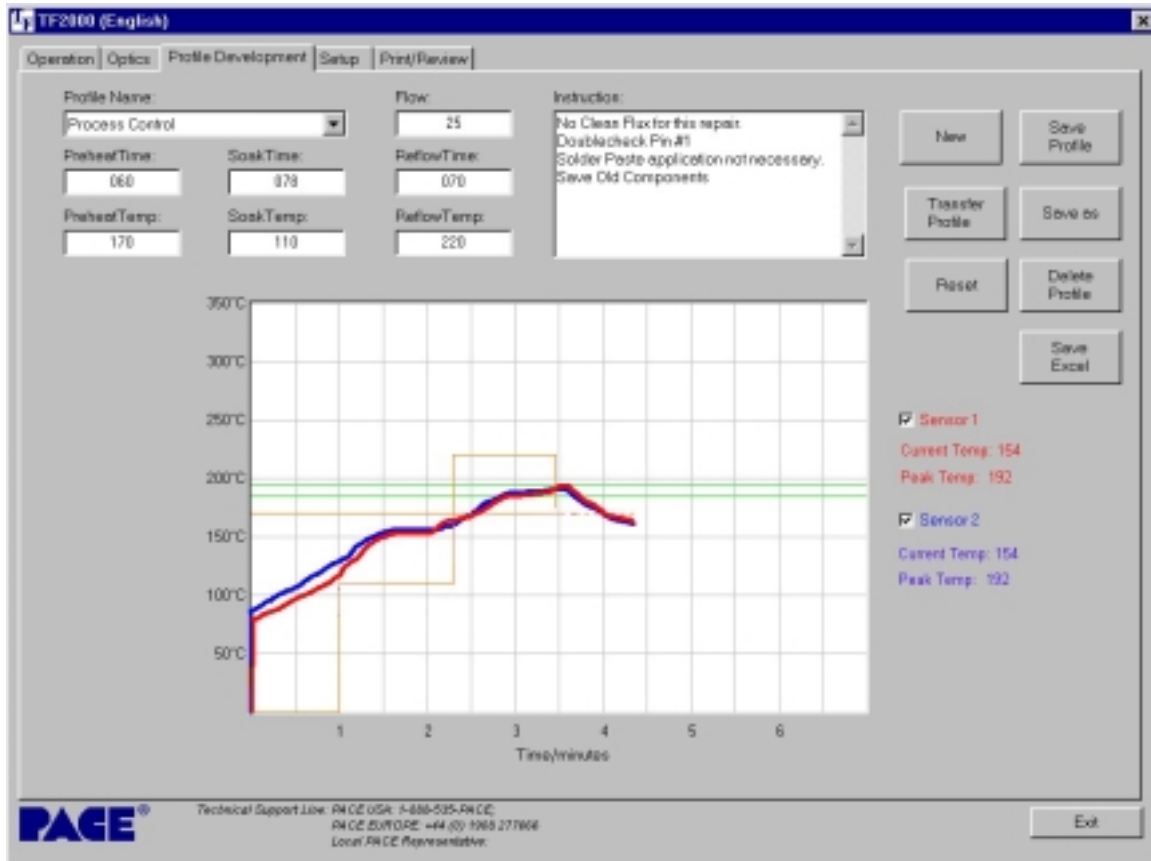 TF2000 (English)
Operation Optics Profile Development Setup Print/Review
Profile Name: Flow: Instruction:
Process Control 25
No Clean Flux for this repair.
Doublecheck Pin #1
Solder Paste application not necessary.
Save Old Components
PreheatTime: SoakTime: ReflowTime:
060 078 070
PreheatTemp: SoakTemp: ReflowTemp:
170 110 220
New
Save
Profile
Transfer
Profile
Save as
Reset
Delete
Profile
Save
Excel
350°C
300°C
250°C
200°C
150°C
100°C
50°C
1 2 3 4 5 6
Time/minutes
Sensor 1
Current Temp: 154
Peak Temp: 192
Sensor 2
Current Temp: 154
Peak Temp: 192
PACE®
Technical Support Line: PACE USA: 1-888-535-PACE;
PACE EUROPE: +44 (0) 1908 277666
Local PACE Representative:
Exit